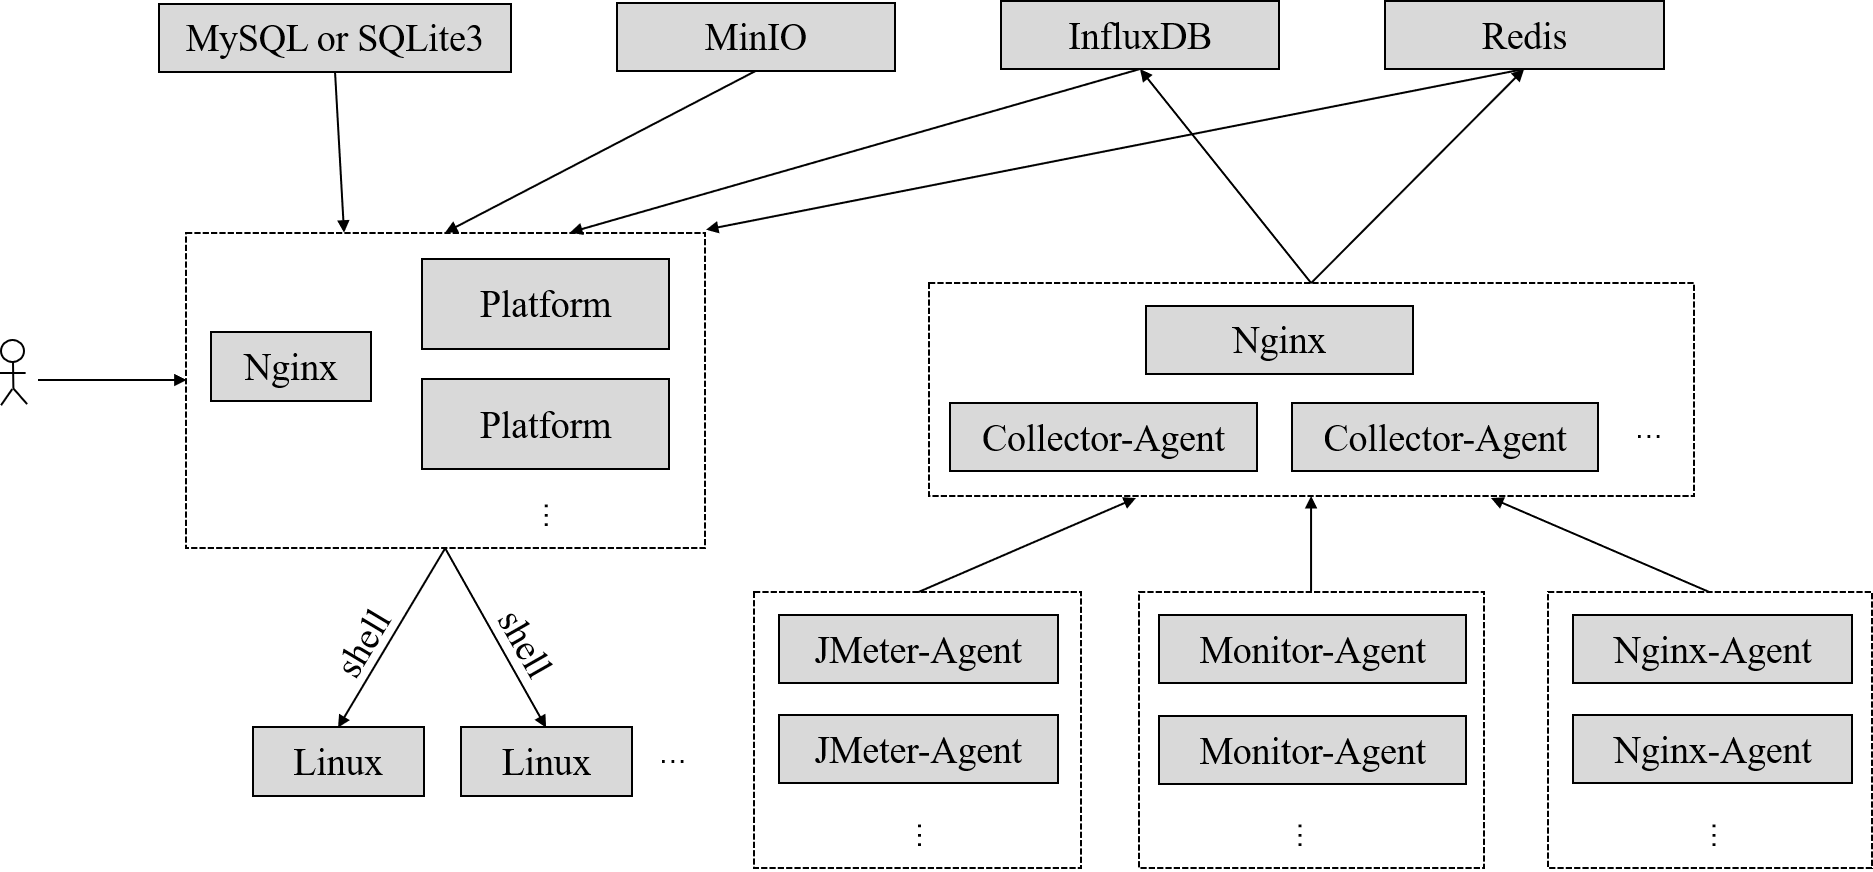 MySQL or SQLite3
MinIO
InfluxDB
Redis
Nginx
Platform
Platform
⋮
shell
shell
Linux
Linux
…
Nginx
Collector-Agent
Collector-Agent
…
JMeter-Agent
JMeter-Agent
⋮
Monitor-Agent
Monitor-Agent
⋮
Nginx-Agent
Nginx-Agent
⋮